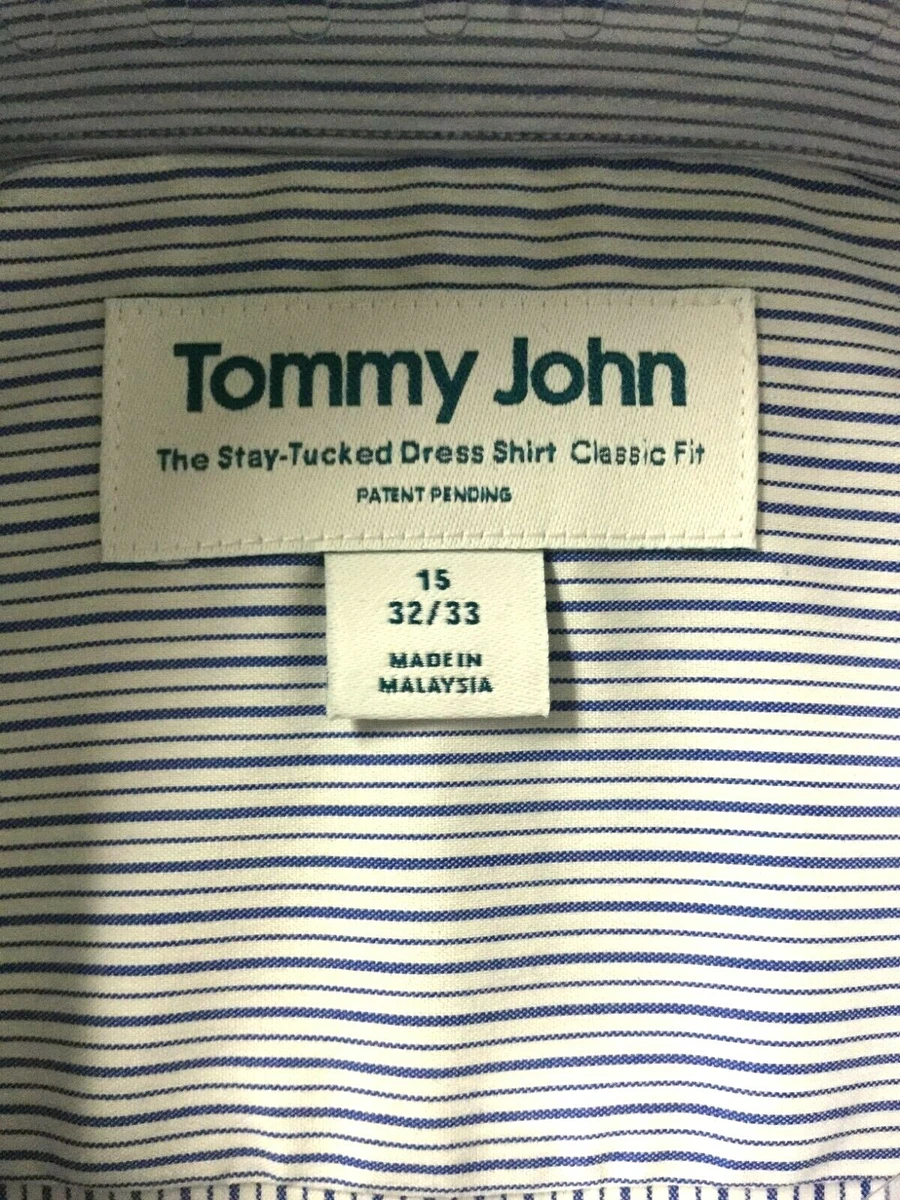 Tommy John
The Stay-Tucked Dress Shirt Classic Fit
PATENT PENDING
15
32/33
MADE IN
MALAYSIA